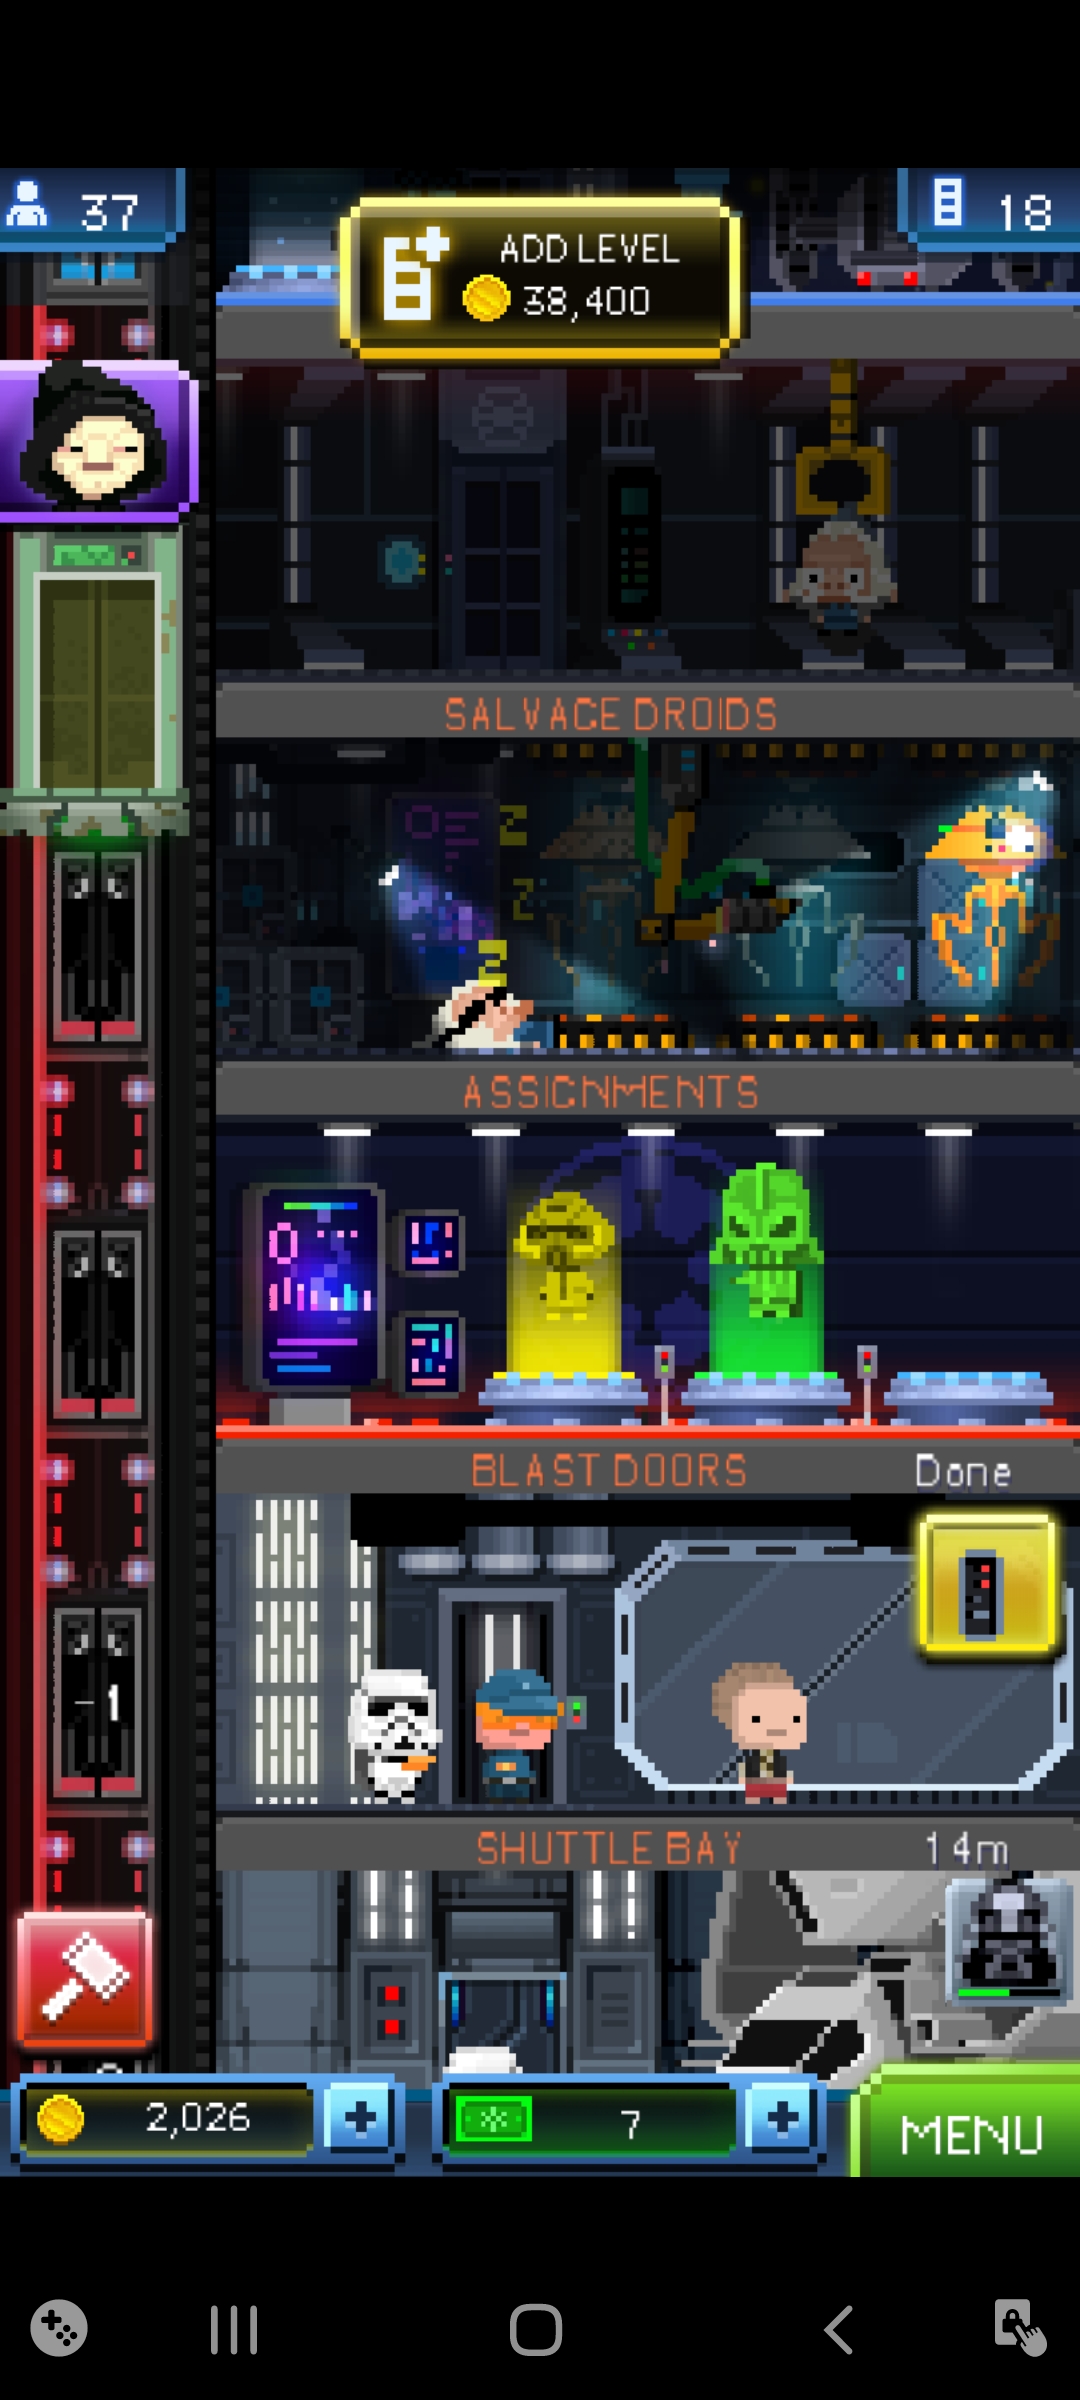 37
ADD LEVEL
38,400
18
SALVAGE DROIDS
Z
Z
Z
ASSIGNMENTS
BLAST DOORS
Done
-1
SHUTTLE BAY
14m
2,026
7
MENU